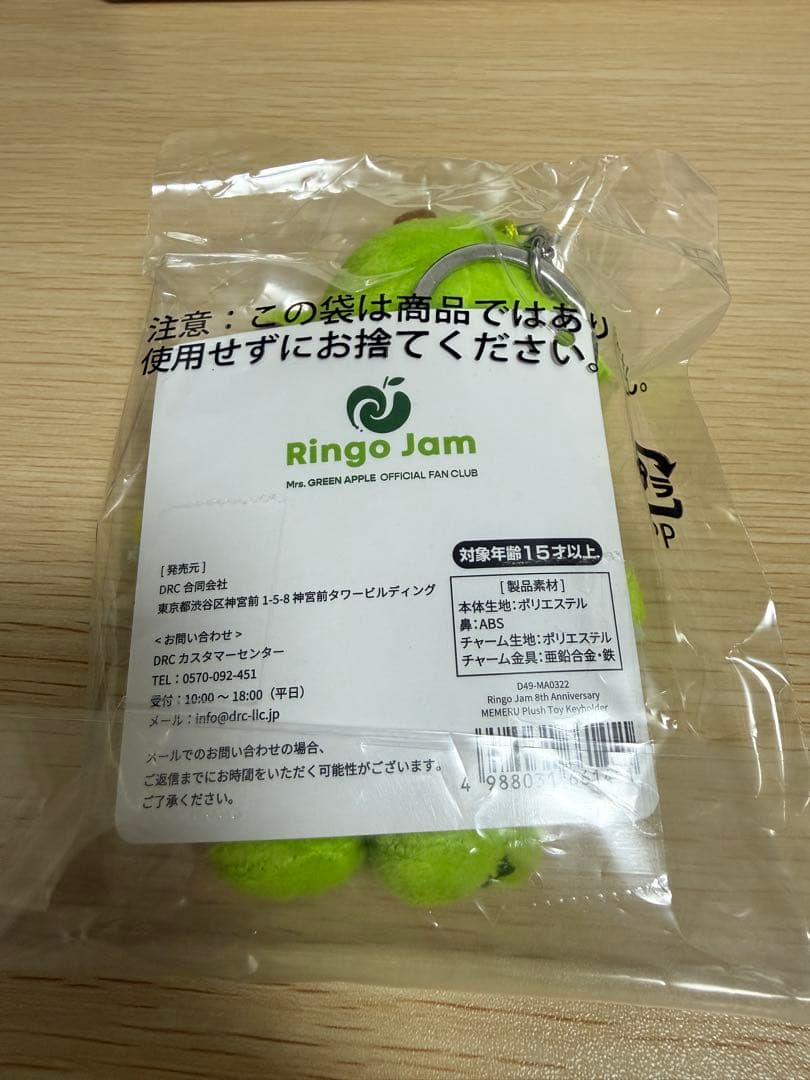 注意：この袋は商品ではあり
使用せずにお捨てください。
ん。
プラ
PP
Ringo Jam
Mrs. GREEN APPLE OFFICIAL FAN CLUB
対象年齢15才以上
[発売元]
DRC 合同会社
東京都渋谷区神宮前 1-5-8 神宮前タワービルディング
<お問い合わせ>
DRC カスタマーセンター
TEL：0570-092-451
受付：10:00 ～ 18:00（平日）
メール：info@drc-llc.jp
メールでのお問い合わせの場合、
ご返信までにお時間をいただく可能性がございます。
ご了承ください。
[製品素材]
本体生地：ポリエステル
鼻：ABS
チャーム生地：ポリエステル
チャーム金具：亜鉛合金・鉄
D49-MA0322
Ringo Jam 8th Anniversary
MEMERU Plush Toy Keyholder